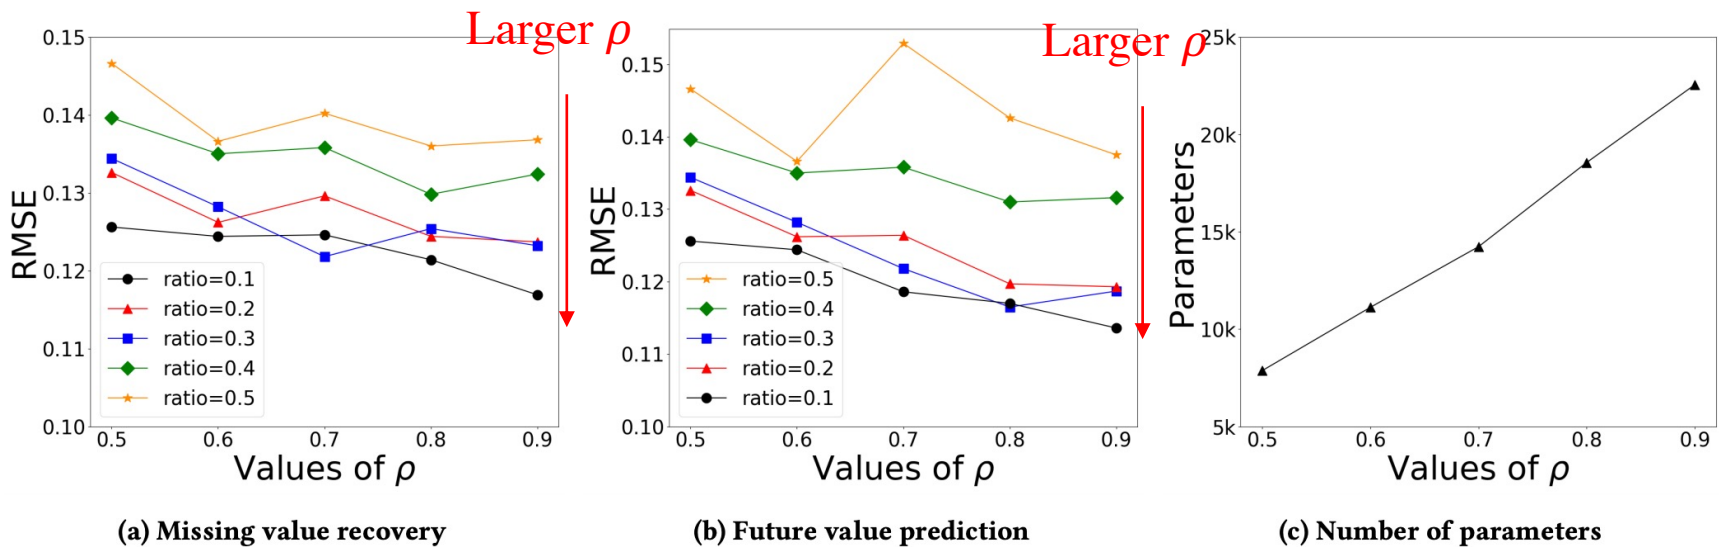 Larger ρ
0.15
0.14
0.13
0.12
0.11
0.10
RMSE
ratio=0.1
ratio=0.2
ratio=0.3
ratio=0.4
ratio=0.5
0.5 0.6 0.7 0.8 0.9
Values of ρ
(a) Missing value recovery
Larger ρ
0.15
0.14
0.13
0.12
0.11
0.10
RMSE
ratio=0.5
ratio=0.4
ratio=0.3
ratio=0.2
ratio=0.1
0.5 0.6 0.7 0.8 0.9
Values of ρ
(b) Future value prediction
25k
20k
15k
10k
5k
Parameters
0.5 0.6 0.7 0.8 0.9
Values of ρ
(c) Number of parameters